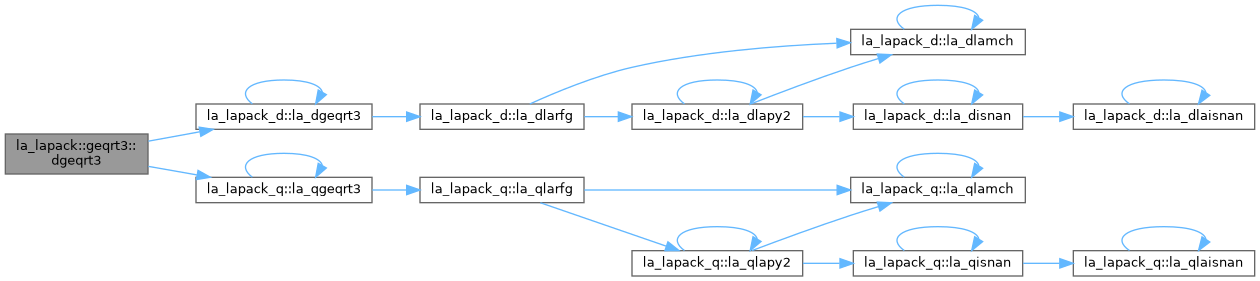 la_lapack::geqrt3::
dgeqrt3
la_lapack_d::la_dgeqrt3
la_lapack_d::la_dlarfg
la_lapack_d::la_dlamch
la_lapack_d::la_dlapy2
la_lapack_d::la_disnan
la_lapack_d::la_dlaisnan
la_lapack_q::la_qgeqrt3
la_lapack_q::la_qlarfg
la_lapack_q::la_qlamch
la_lapack_q::la_qlapy2
la_lapack_q::la_qisnan
la_lapack_q::la_qlaisnan